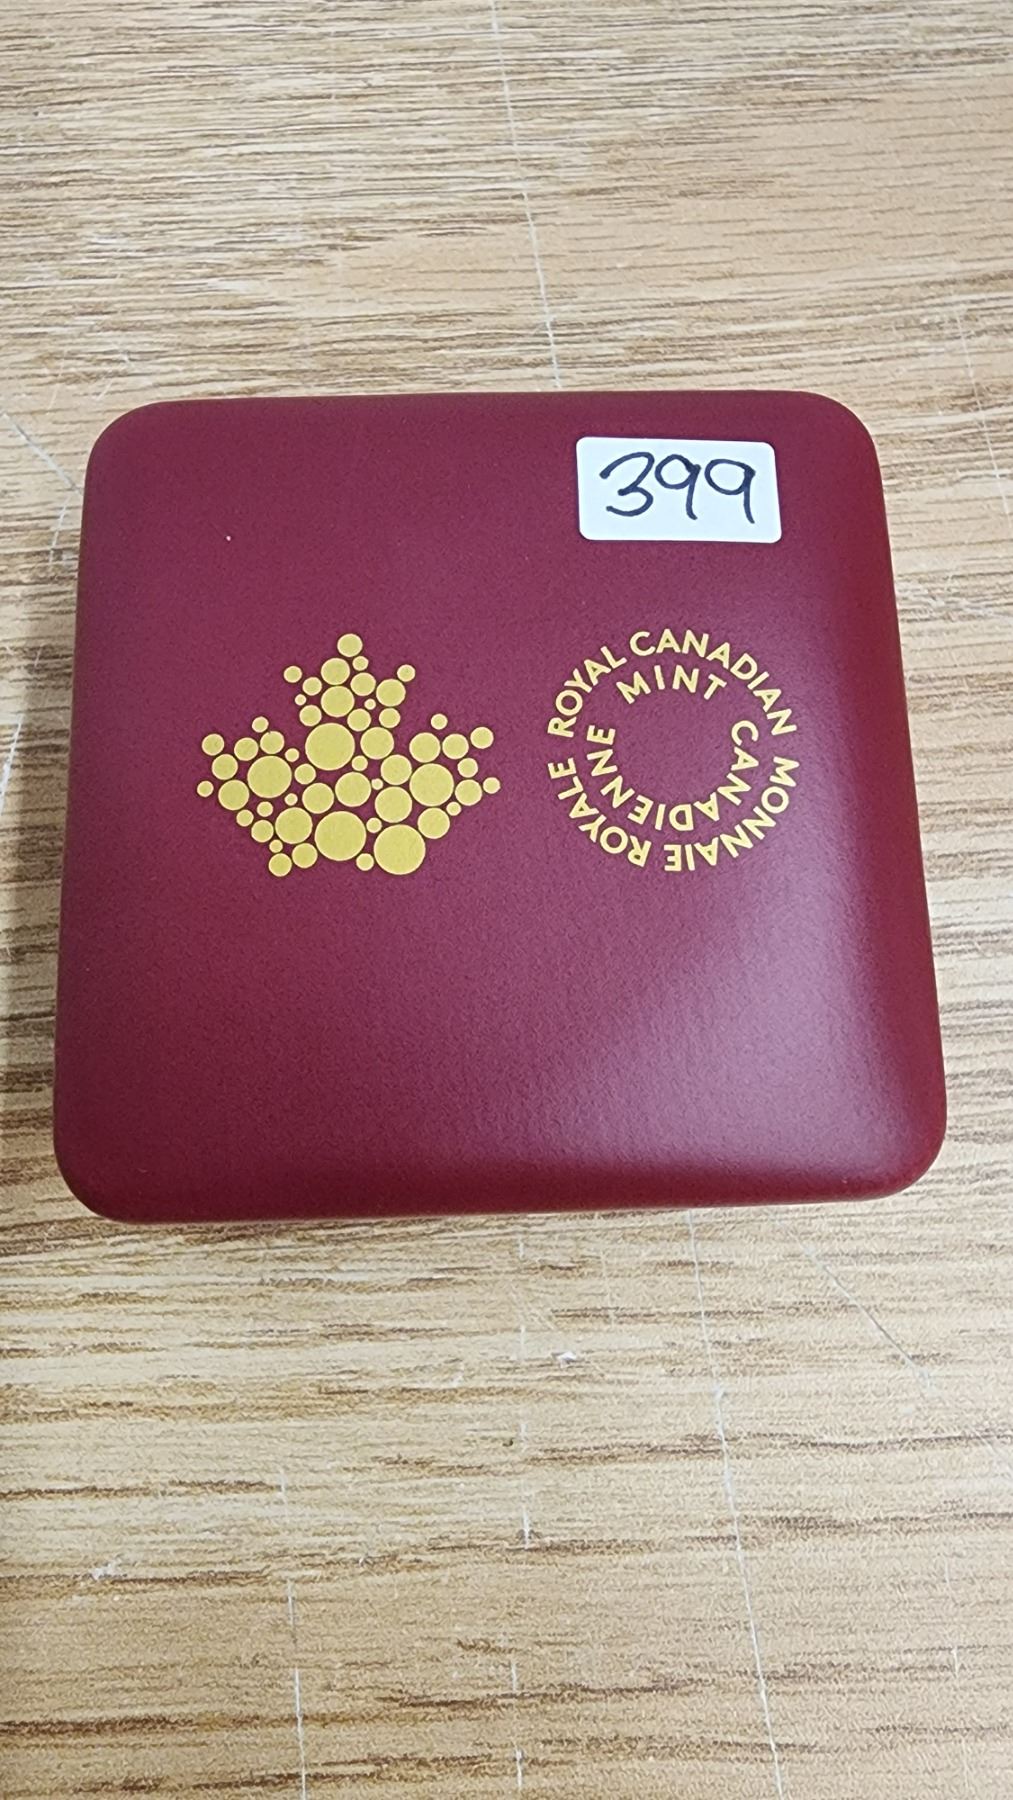 399
ROYAL CANADIAN MINT
MONNAIE ROYALE CANADIENNE